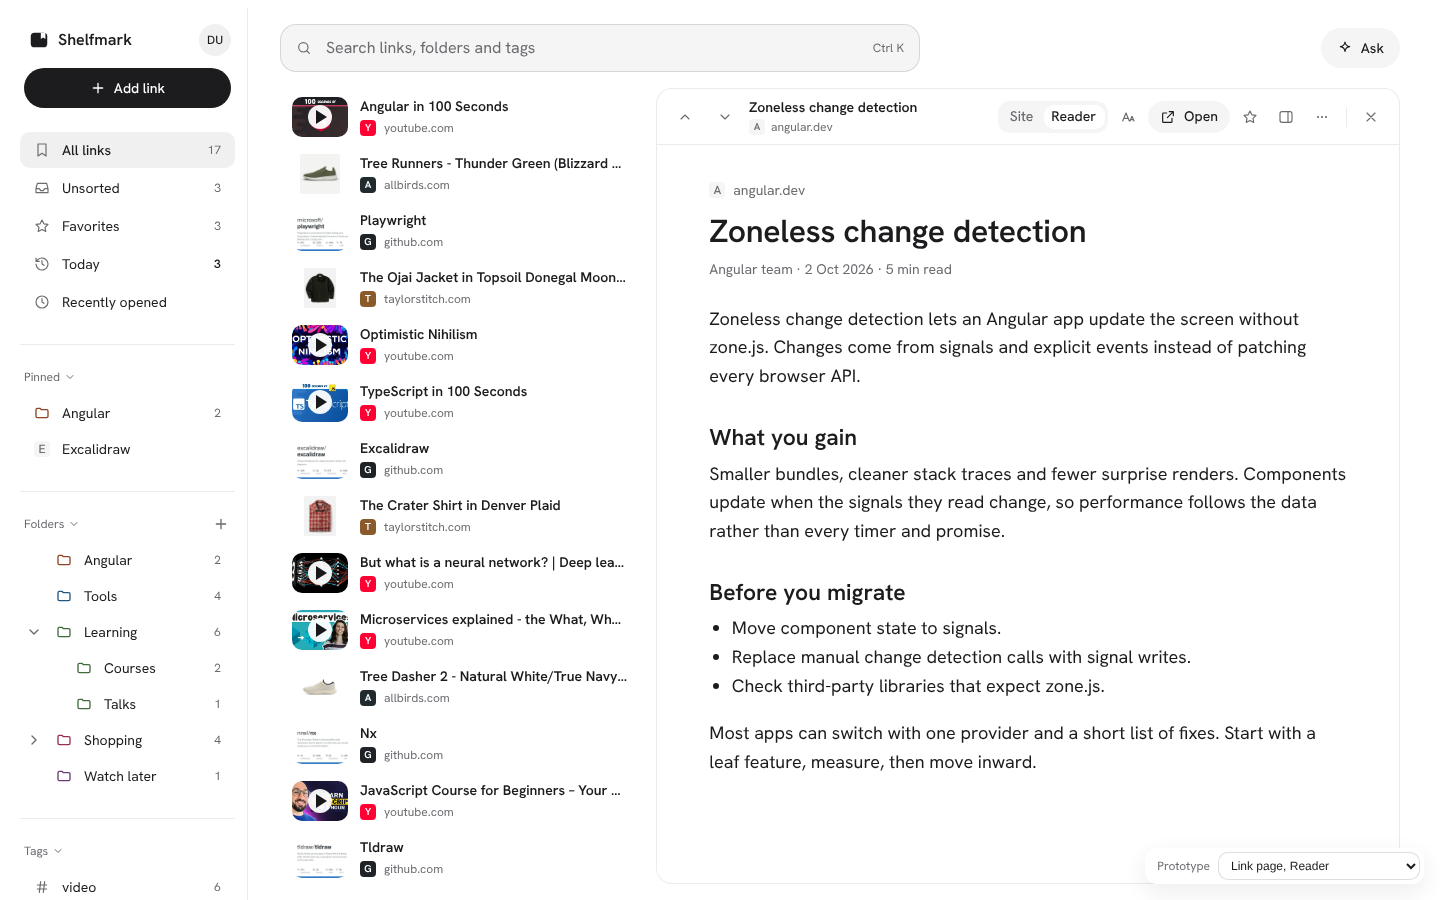 Shelfmark
DU
Add link
All links 17
Unsorted 3
Favorites 3
Today 3
Recently opened
Pinned
Angular 2
E Excalidraw
Folders
Angular 2
Tools 4
Learning 6
Courses 2
Talks 1
Shopping 4
Watch later 1
Tags
# video 6
Search links, folders and tags Ctrl K
Ask
Angular in 100 Seconds
Y youtube.com
Tree Runners - Thunder Green (Blizzard ...
A allbirds.com
Playwright
G github.com
The Ojai Jacket in Topsoil Donegal Moon...
T taylorstitch.com
Optimistic Nihilism
Y youtube.com
TypeScript in 100 Seconds
Y youtube.com
Excalidraw
G github.com
The Crater Shirt in Denver Plaid
T taylorstitch.com
But what is a neural network? | Deep lea...
Y youtube.com
Microservices explained - the What, Wh...
Y youtube.com
Tree Dasher 2 - Natural White/True Navy...
A allbirds.com
Nx
G github.com
JavaScript Course for Beginners – Your ...
Y youtube.com
Tldraw
G github.com
Zoneless change detection
A angular.dev
Site Reader
AA
Open
A angular.dev
Zoneless change detection
Angular team · 2 Oct 2026 · 5 min read
Zoneless change detection lets an Angular app update the screen without
zone.js. Changes come from signals and explicit events instead of patching
every browser API.
What you gain
Smaller bundles, cleaner stack traces and fewer surprise renders. Components
update when the signals they read change, so performance follows the data
rather than every timer and promise.
Before you migrate
• Move component state to signals.
• Replace manual change detection calls with signal writes.
• Check third-party libraries that expect zone.js.
Most apps can switch with one provider and a short list of fixes. Start with a
leaf feature, measure, then move inward.
Prototype Link page, Reader